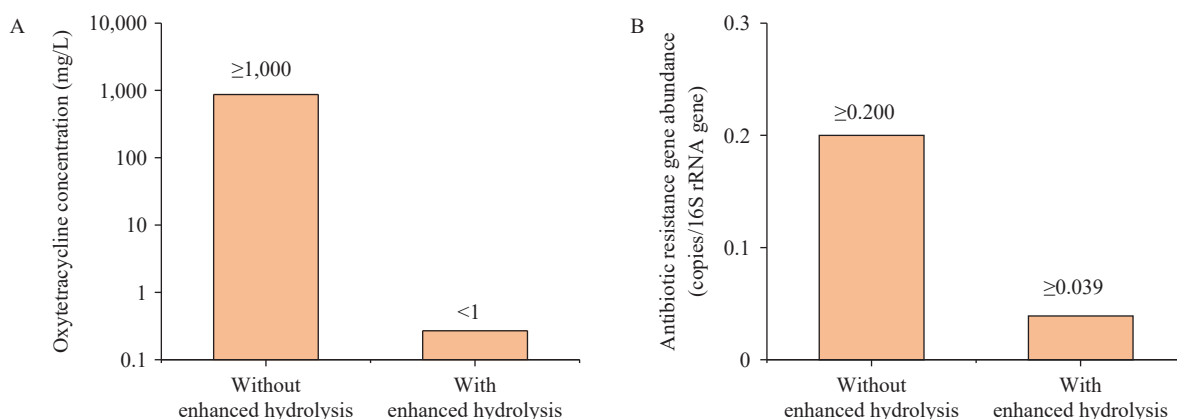 A
Oxytetracycline concentration (mg/L)
10,000
1,000
100
10
1
0.1
≥1,000
<1
Without
enhanced hydrolysis
With
enhanced hydrolysis
B
Antibiotic resistance gene abundance
(copies/16S rRNA gene)
0.3
0.2
0.1
0
≥0.200
≥0.039
Without
enhanced hydrolysis
With
enhanced hydrolysis